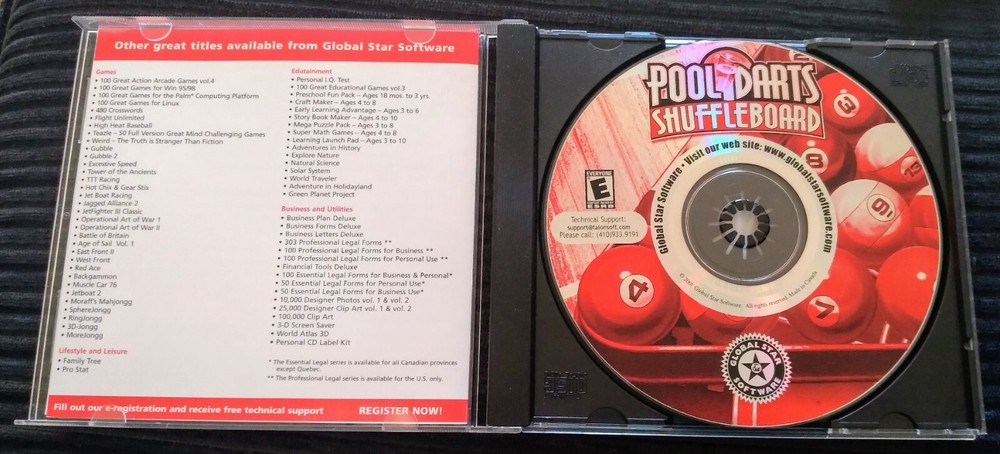 Other great titles available from Global Star Software
Games
• 100 Great Action Arcade Games vol.4
• 100 Great Games for Win 95/98
• 100 Great Games for the Palm* Computing Platform
• 100 Great Games for Linux
• 480 Crosswords
• Flight Unlimited
• High Heat Baseball
• Teazle – 50 Full Version Great Mind Challenging Games
• Weird – The Truth is Stranger Than Fiction
• Gubble
• Gubble 2
• Excessive Speed
• Tower of the Ancients
• TTT Racing
• Hot Chix & Gear Stix
• Jet Boat Racing
• Jagged Alliance 2
• JetFighter III Classic
• Operational Art of War 1
• Operational Art of War II
• Battle of Britain
• Age of Sail Vol. 1
• East Front II
• West Front
• Red Ace
• Backgammon
• Muscle Car 76
• Jetboat 2
• Moraff's Mahjongg
• SphereJongg
• RingJongg
• 3D-Jongg
• MoreJongg
Lifestyle and Leisure
• Family Tree
• Pro Stat
Edutainment
• Personal I.Q. Test
• 100 Great Educational Games vol.3
• Preschool Fun Pack – Ages 18 mos. to 3 yrs.
• Craft Maker – Ages 4 to 8
• Early Learning Advantage – Ages 3 to 6
• Story Book Maker – Ages 4 to 10
• Mega Puzzle Pack – Ages 3 to 8
• Super Math Games – Ages 4 to 8
• Learning Launch Pad – Ages 3 to 10
• Adventures in History
• Explore Nature
• Natural Science
• Solar System
• World Traveler
• Adventure in Holidayland
• Green Planet Project
Business and Utilities
• Business Plan Deluxe
• Business Forms Deluxe
• Business Letters Deluxe
• 303 Professional Legal Forms **
• 100 Professional Legal Forms for Business **
• 100 Professional Legal Forms for Personal Use **
• Financial Tools Deluxe
• 100 Essential Legal Forms for Business & Personal*
• 50 Essential Legal Forms for Personal Use*
• 50 Essential Legal Forms for Business Use*
• 10,000 Designer Photos vol. 1 & vol. 2
• 25,000 Designer Clip Art vol. 1 & vol. 2
• 100,000 Clip Art
• 3-D Screen Saver
• World Atlas 3D
• Personal CD Label Kit
* The Essential Legal series is available for all Canadian provinces
except Quebec.
** The Professional Legal series is available for the U.S. only.
Fill out our e-registration and receive free technical support REGISTER NOW!
POOL DARTS
SHUFFLEBOARD
Global Star Software • Visit our web site: www.globalstarsoftware.com
EVERYONE
E
ESRB
Technical Support:
support@talonsoft.com
Please call: (410)933.9191
3
8
13
9
4
7
Global Star Software. All rights reserved. Made in Canada
GLOBAL STAR
SOFTWARE